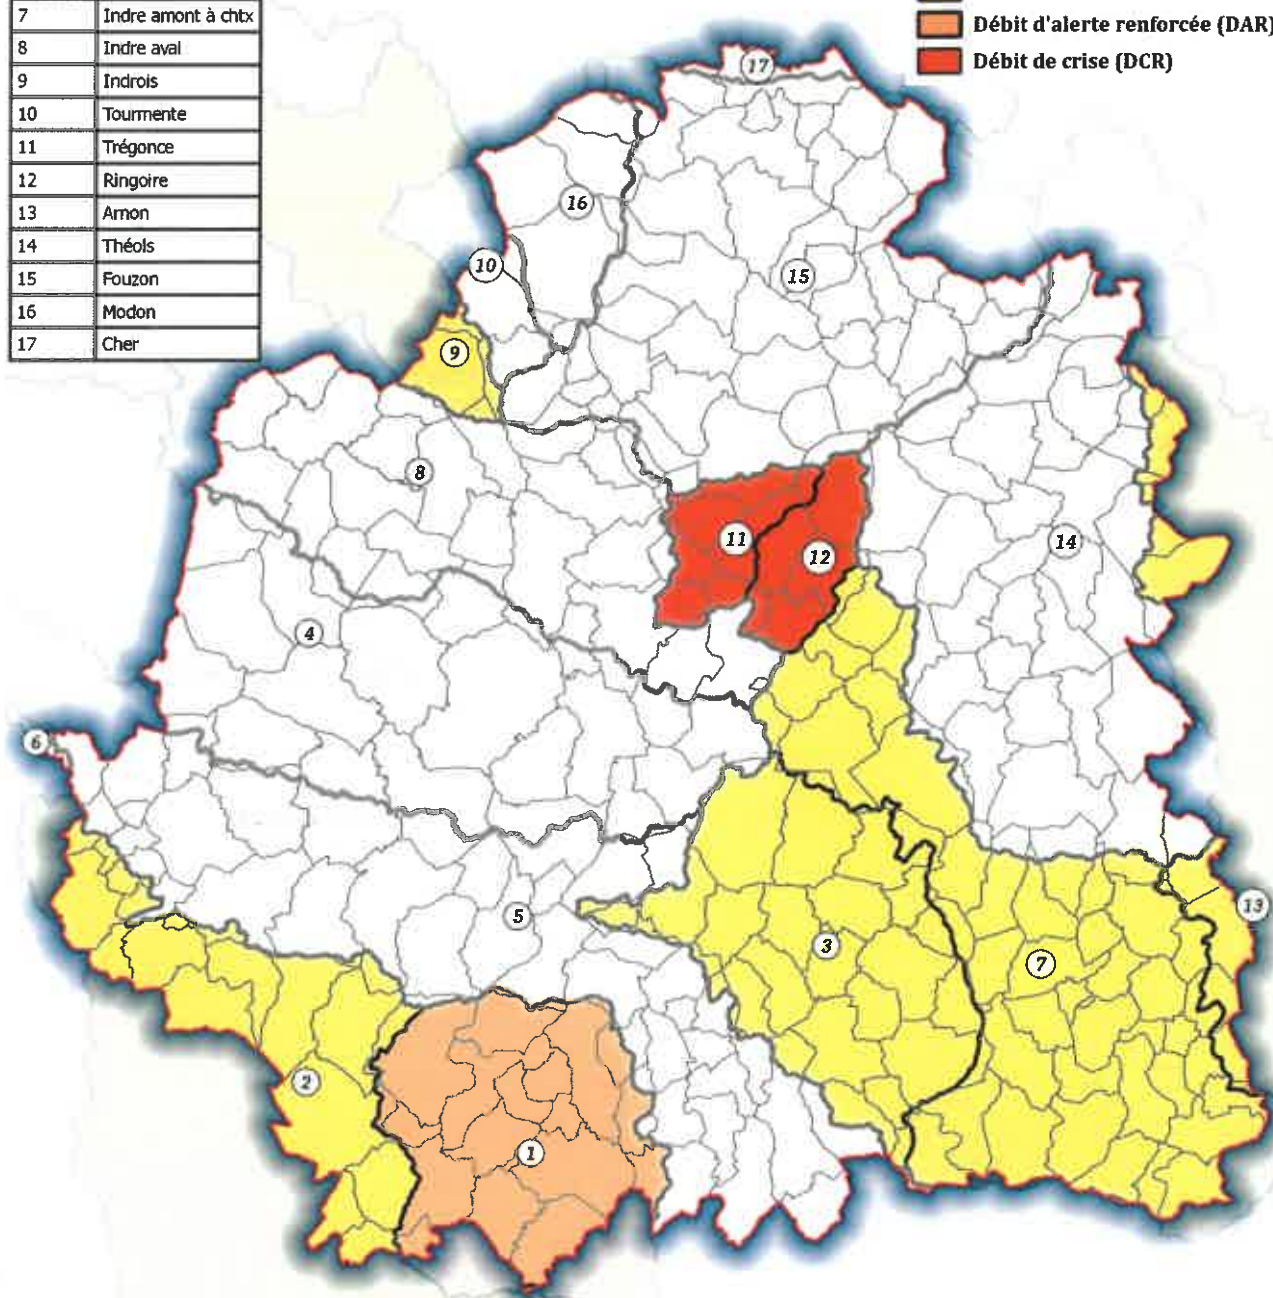 7 Indre amont à chtx
8 Indre aval
9 Indrois
10 Tourmente
11 Trégonce
12 Ringoire
13 Arnon
14 Théols
15 Fouzon
16 Modon
17 Cher
Débit d'alerte renforcée (DAR)
Débit de crise (DCR)
17
16
10
15
9
8
11
12
14
4
6
5
13
3
7
2
1